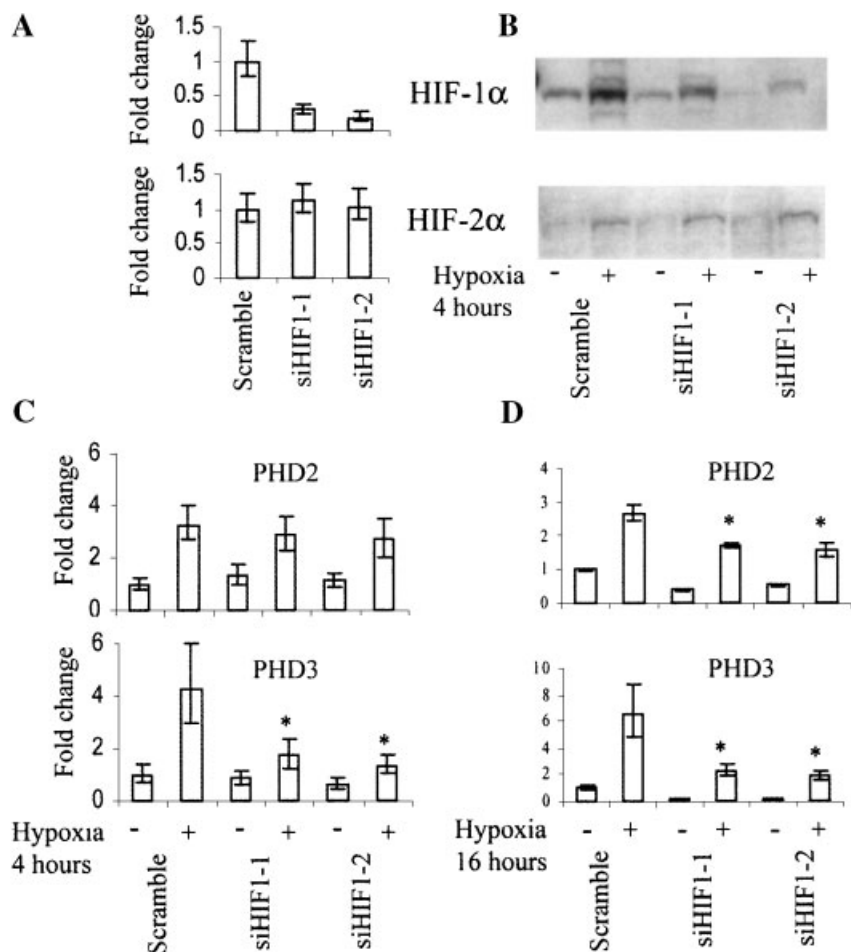 A
B
1.5
1
0.5
0
Fold change
HIF-1α
1.5
1
0.5
0
Fold change
HIF-2α
Scramble
siHIF1-1
siHIF1-2
Hypoxia - + - + - +
4 hours
Scramble
siHIF1-1
siHIF1-2
C
D
6
4
2
0
Fold change
PHD2
4
3
2
1
0
PHD2
* *
6
4
2
0
Fold change
PHD3
* *
10
8
6
4
2
0
PHD3
* *
Hypoxia - + - + - +
4 hours
Scramble
siHIF1-1
siHIF1-2
Hypoxia - + - + - +
16 hours
Scramble
siHIF1-1
siHIF1-2